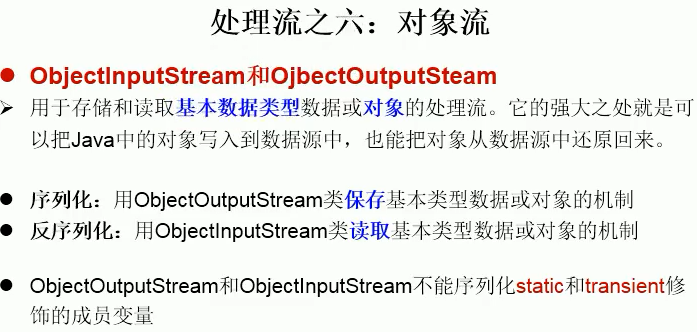 处理流之六：对象流
● ObjectInputStream和OjbectOutputSteam
➢ 用于存储和读取基本数据类型数据或对象的处理流。它的强大之处就是可
以把Java中的对象写入到数据源中，也能把对象从数据源中还原回来。
● 序列化：用ObjectOutputStream类保存基本类型数据或对象的机制
● 反序列化：用ObjectInputStream类读取基本类型数据或对象的机制
● ObjectOutputStream和ObjectInputStream不能序列化static和transient修
饰的成员变量